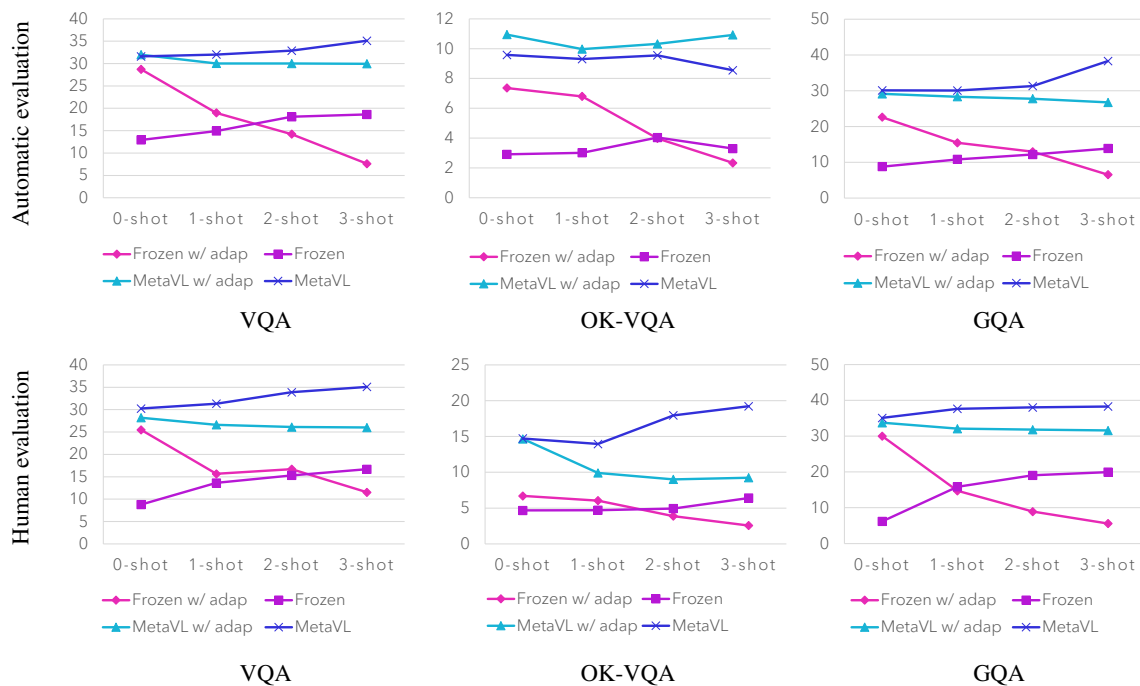 Automatic evaluation
40
35
30
25
20
15
10
5
0
0-shot 1-shot 2-shot 3-shot
Frozen w/ adap Frozen
MetaVL w/ adap MetaVL
VQA
12
10
8
6
4
2
0
0-shot 1-shot 2-shot 3-shot
Frozen w/ adap Frozen
MetaVL w/ adap MetaVL
OK-VQA
50
40
30
20
10
0
0-shot 1-shot 2-shot 3-shot
Frozen w/ adap Frozen
MetaVL w/ adap MetaVL
GQA
Human evaluation
40
35
30
25
20
15
10
5
0
0-shot 1-shot 2-shot 3-shot
Frozen w/ adap Frozen
MetaVL w/ adap MetaVL
VQA
25
20
15
10
5
0
0-shot 1-shot 2-shot 3-shot
Frozen w/ adap Frozen
MetaVL w/ adap MetaVL
OK-VQA
50
40
30
20
10
0
0-shot 1-shot 2-shot 3-shot
Frozen w/ adap Frozen
MetaVL w/ adap MetaVL
GQA